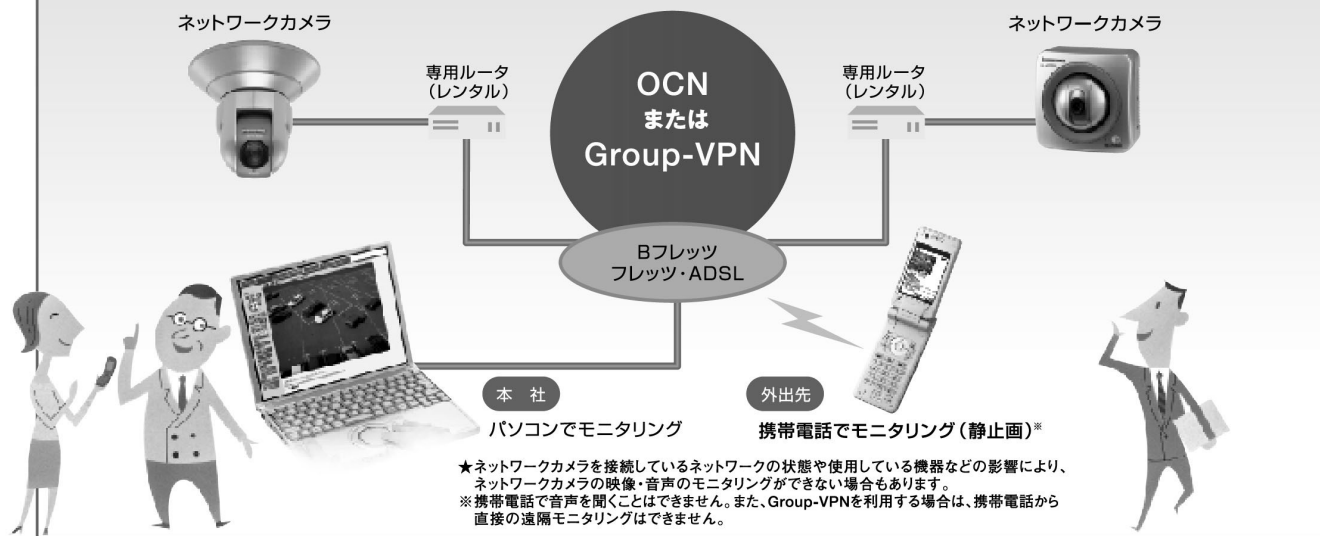 ネットワークカメラ
ネットワークカメラ
専用ルータ
(レンタル)
OCN
または
Group-VPN
専用ルータ
(レンタル)
Bフレッツ
フレッツ・ADSL
本 社
パソコンでモニタリング
外出先
携帯電話でモニタリング(静止画)※
★ネットワークカメラを接続しているネットワークの状態や使用している機器などの影響により、
ネットワークカメラの映像・音声のモニタリングができない場合もあります。
※携帯電話で音声を聞くことはできません。また、Group-VPNを利用する場合は、携帯電話から
直接の遠隔モニタリングはできません。